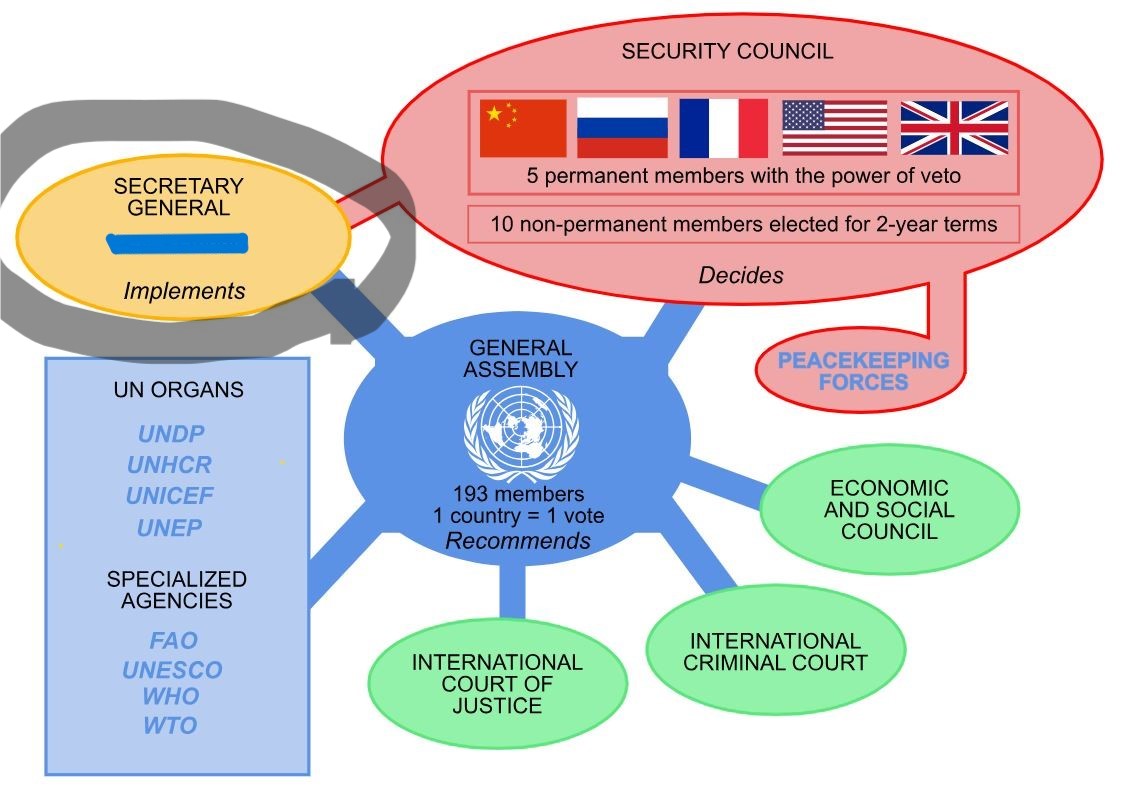 SECURITY COUNCIL
5 permanent members with the power of veto
10 non-permanent members elected for 2-year terms
Decides
SECRETARY
GENERAL
Implements
PEACEKEEPING
FORCES
GENERAL
ASSEMBLY
193 members
1 country = 1 vote
Recommends
UN ORGANS
UNDP
UNHCR
UNICEF
UNEP
SPECIALIZED
AGENCIES
FAO
UNESCO
WHO
WTO
ECONOMIC
AND SOCIAL
COUNCIL
INTERNATIONAL
CRIMINAL COURT
INTERNATIONAL
COURT OF
JUSTICE